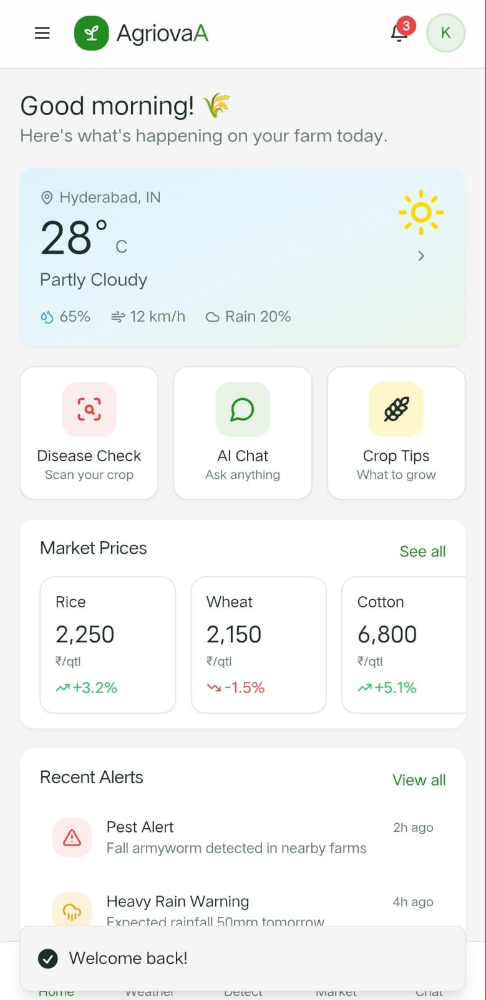 AgriovaA
3
K
Good morning! 🌾
Here's what's happening on your farm today.
Hyderabad, IN
28° C
Partly Cloudy
65% 12 km/h Rain 20%
Disease Check
Scan your crop
AI Chat
Ask anything
Crop Tips
What to grow
Market Prices
See all
Rice
2,250
₹/qtl
+3.2%
Wheat
2,150
₹/qtl
-1.5%
Cotton
6,800
₹/qtl
+5.1%
Recent Alerts
View all
Pest Alert
2h ago
Fall armyworm detected in nearby farms
Heavy Rain Warning
4h ago
Expected rainfall 50mm tomorrow
Welcome back!
Home Weather Detect Market Chat